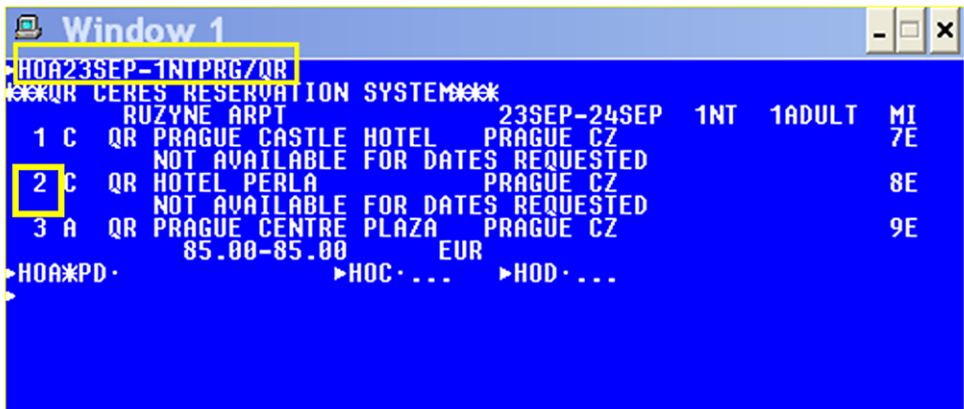 Window 1
►HOA23SEP-1NTPRG/QR
***QR CERES RESERVATION SYSTEM***
RUZYNE ARPT 23SEP-24SEP 1NT 1ADULT MI
1 C QR PRAGUE CASTLE HOTEL PRAGUE CZ 7E
NOT AVAILABLE FOR DATES REQUESTED
2 C QR HOTEL PERLA PRAGUE CZ 8E
NOT AVAILABLE FOR DATES REQUESTED
3 A QR PRAGUE CENTRE PLAZA PRAGUE CZ 9E
85.00-85.00 EUR
►HOA*PD· ►HOC·... ►HOD·...
►